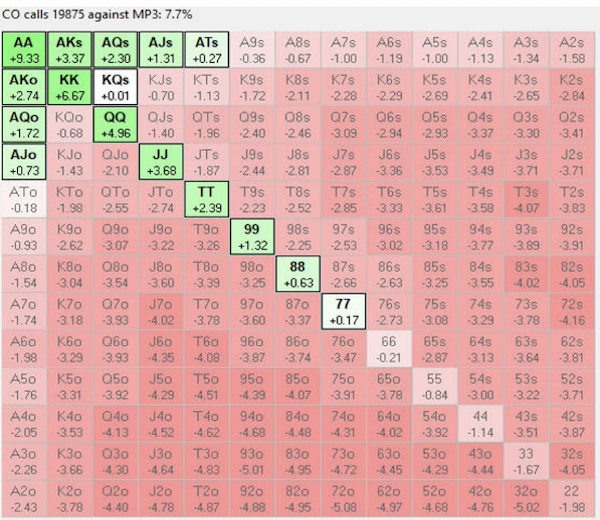 CO calls 19875 against MP3: 7.7%
AA AKs AQs AJs ATs A9s A8s A7s A6s A5s A4s A3s A2s
+9.33 +3.37 +2.30 +1.31 +0.27 -0.36 -0.67 -1.00 -1.19 -1.00 -1.13 -1.34 -1.58
AKo KK KQs KJs KTs K9s K8s K7s K6s K5s K4s K3s K2s
+2.74 +6.67 +0.01 -0.70 -1.13 -1.72 -2.11 -2.28 -2.29 -2.69 -2.41 -2.65 -2.84
AQo KQo QQ QJs QTs Q9s Q8s Q7s Q6s Q5s Q4s Q3s Q2s
+1.72 -0.68 +4.96 -1.40 -1.96 -2.40 -2.46 -3.09 -2.94 -2.93 -3.37 -3.30 -3.41
AJo KJo QJo JJ JTs J9s J8s J7s J6s J5s J4s J3s J2s
+0.73 -1.43 -2.10 +3.68 -1.87 -2.44 -2.81 -2.87 -3.36 -3.53 -3.49 -3.71 -3.71
ATo KTo QTo JTo TT T9s T8s T7s T6s T5s T4s T3s T2s
-0.18 -1.98 -2.55 -2.74 +2.39 -2.23 -2.52 -2.85 -3.33 -3.61 -3.58 -4.07 -3.83
A9o K9o Q9o J9o T9o 99 98s 97s 96s 95s 94s 93s 92s
-0.93 -2.62 -3.07 -3.22 -3.26 +1.32 -2.25 -2.53 -3.02 -3.18 -3.77 -3.89 -3.91
A8o K8o Q8o J8o T8o 98o 88 87s 86s 85s 84s 83s 82s
-1.54 -3.04 -3.54 -3.60 -3.39 -3.25 +0.63 -2.66 -2.63 -3.25 -3.55 -4.02 -4.05
A7o K7o Q7o J7o T7o 97o 87o 77 76s 75s 74s 73s 72s
-1.74 -3.18 -3.93 -4.02 -3.78 -3.60 -3.37 +0.17 -2.73 -3.08 -3.29 -3.78 -4.16
A6o K6o Q6o J6o T6o 96o 86o 76o 66 65s 64s 63s 62s
-1.98 -3.29 -3.93 -4.35 -4.08 -3.87 -3.74 -3.47 -0.21 -2.87 -3.13 -3.64 -3.81
A5o K5o Q5o J5o T5o 95o 85o 75o 65o 55 54s 53s 52s
-1.76 -3.31 -3.92 -4.29 -4.51 -4.39 -4.07 -3.91 -3.78 -0.84 -3.00 -3.22 -3.71
A4o K4o Q4o J4o T4o 94o 84o 74o 64o 54o 44 43s 42s
-2.05 -3.53 -4.13 -4.52 -4.62 -4.68 -4.48 -4.31 -4.02 -3.92 -1.14 -3.51 -3.87
A3o K3o Q3o J3o T3o 93o 83o 73o 63o 53o 43o 33 32s
-2.26 -3.66 -4.30 -4.64 -4.83 -5.01 -4.95 -4.72 -4.45 -4.29 -4.44 -1.67 -4.05
A2o K2o Q2o J2o T2o 92o 82o 72o 62o 52o 42o 32o 22
-2.43 -3.78 -4.40 -4.78 -4.87 -4.88 -4.95 -5.08 -4.97 -4.68 -4.76 -5.02 -1.98